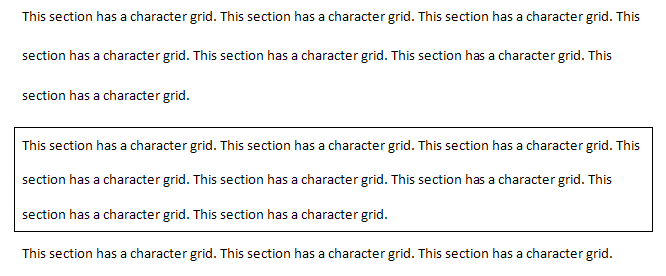 This section has a character grid. This section has a character grid. This section has a character grid. This
section has a character grid. This section has a character grid. This section has a character grid. This
section has a character grid.
This section has a character grid. This section has a character grid. This section has a character grid. This
section has a character grid. This section has a character grid. This section has a character grid. This
section has a character grid. This section has a character grid.
This section has a character grid. This section has a character grid. This section has a character grid.